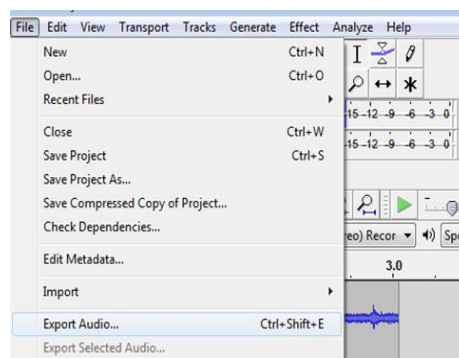 File Edit View Transport Tracks Generate Effect Analyze Help
New Ctrl+N
Open... Ctrl+O
Recent Files
15 -12 -9 -6 -3 0
Close Ctrl+W
15 -12 -9 -6 -3 0
Save Project Ctrl+S
Save Project As...
Save Compressed Copy of Project...
Check Dependencies...
eo) Recor Spe
Edit Metadata...
3.0
Import
Export Audio... Ctrl+Shift+E
Export Selected Audio...